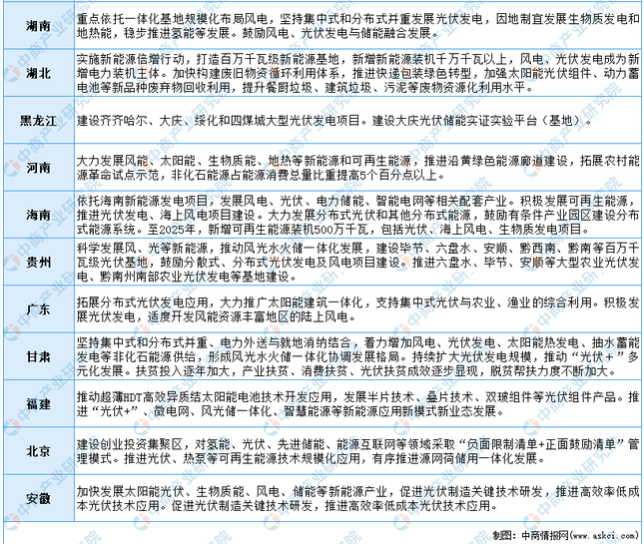 湖南
重点依托一体化基地规模化布局风电，坚持集中式和分布式并重发展光伏发电，因地制宜发展生物质发电和
地热能，稳步推进氢能等发展。鼓励风电、光伏发电与储能融合发展。
湖北
实施新能源倍增行动，打造百万千瓦级新能源基地，新增新能源装机千万千瓦以上，风电、光伏发电成为新
增电力装机主体。加快构建废旧物资循环利用体系，推进快递包装绿色转型，加强太阳能光伏组件、动力蓄
电池等新品种废弃物回收利用，提升餐厨垃圾、建筑垃圾、污泥等废物资源化利用水平。
黑龙江
建设齐齐哈尔、大庆、绥化和四煤城大型光伏发电项目。建设大庆光伏储能实证实验平台（基地）。
河南
大力发展风能、太阳能、生物质能、地热等新能源和可再生能源，推进沿黄绿色能源廊道建设，拓展农村能
源革命试点示范，非化石能源占能源消费总量比重提高5个百分点以上。
海南
依托海南新能源发电项目，发展风电、光伏、电力储能、智能电网等相关配套产业。积极发展可再生能源，
推进光伏发电、海上风电项目建设。大力发展分布式光伏和其他分布式能源，鼓励有条件产业园区建设分布
式能源系统。至2025年，新增可再生能源装机500万千瓦，包括光伏、海上风电、生物质发电项目。
贵州
科学发展风、光等新能源，推动风光水火储一体化发展，建设毕节、六盘水、安顺、黔西南、黔南等百万千
瓦级光伏基地，鼓励分散式、分布式光伏发电及风电项目建设。推进六盘水、毕节、安顺等大型农业光伏发
电、黔南州南部农业光伏发电等基地建设。
广东
拓展分布式光伏发电应用，大力推广太阳能建筑一体化，支持集中式光伏与农业、渔业的综合利用。积极发
展光伏发电，适度开发风能资源丰富地区的陆上风电。
甘肃
坚持集中式和分布式并重、电力外送与就地消纳结合，着力增加风电、光伏发电、太阳能热发电、抽水蓄能
发电等非化石能源供给，形成风光水火储一体化协调发展格局。持续扩大光伏发电规模，推动“光伏＋”多
元化发展。扶贫投入逐年加大，产业扶贫、消费扶贫、光伏扶贫成效逐步显现，脱贫帮扶力度不断加大。
福建
推动超薄HDT高效异质结太阳能电池技术开发应用，发展半片技术、叠片技术、双玻组件等光伏组件产品。推
进“光伏+”、微电网、风光储一体化、智慧能源等新能源应用新模式新业态发展。
北京
建设创业投资集聚区，对氢能、光伏、先进储能、能源互联网等领域采取“负面限制清单+正面鼓励清单”管
理模式。推进光伏、热泵等可再生能源技术规模化应用，有序推进源网荷储用一体化发展。
安徽
加快发展太阳能光伏、生物质能、风电、储能等新能源产业，促进光伏制造关键技术研发，推进高效率低成
本光伏技术应用。促进光伏制造关键技术研发，推进高效率低成本光伏技术应用。
制图：中商情报网(www.askci.com)
中商产业研究院